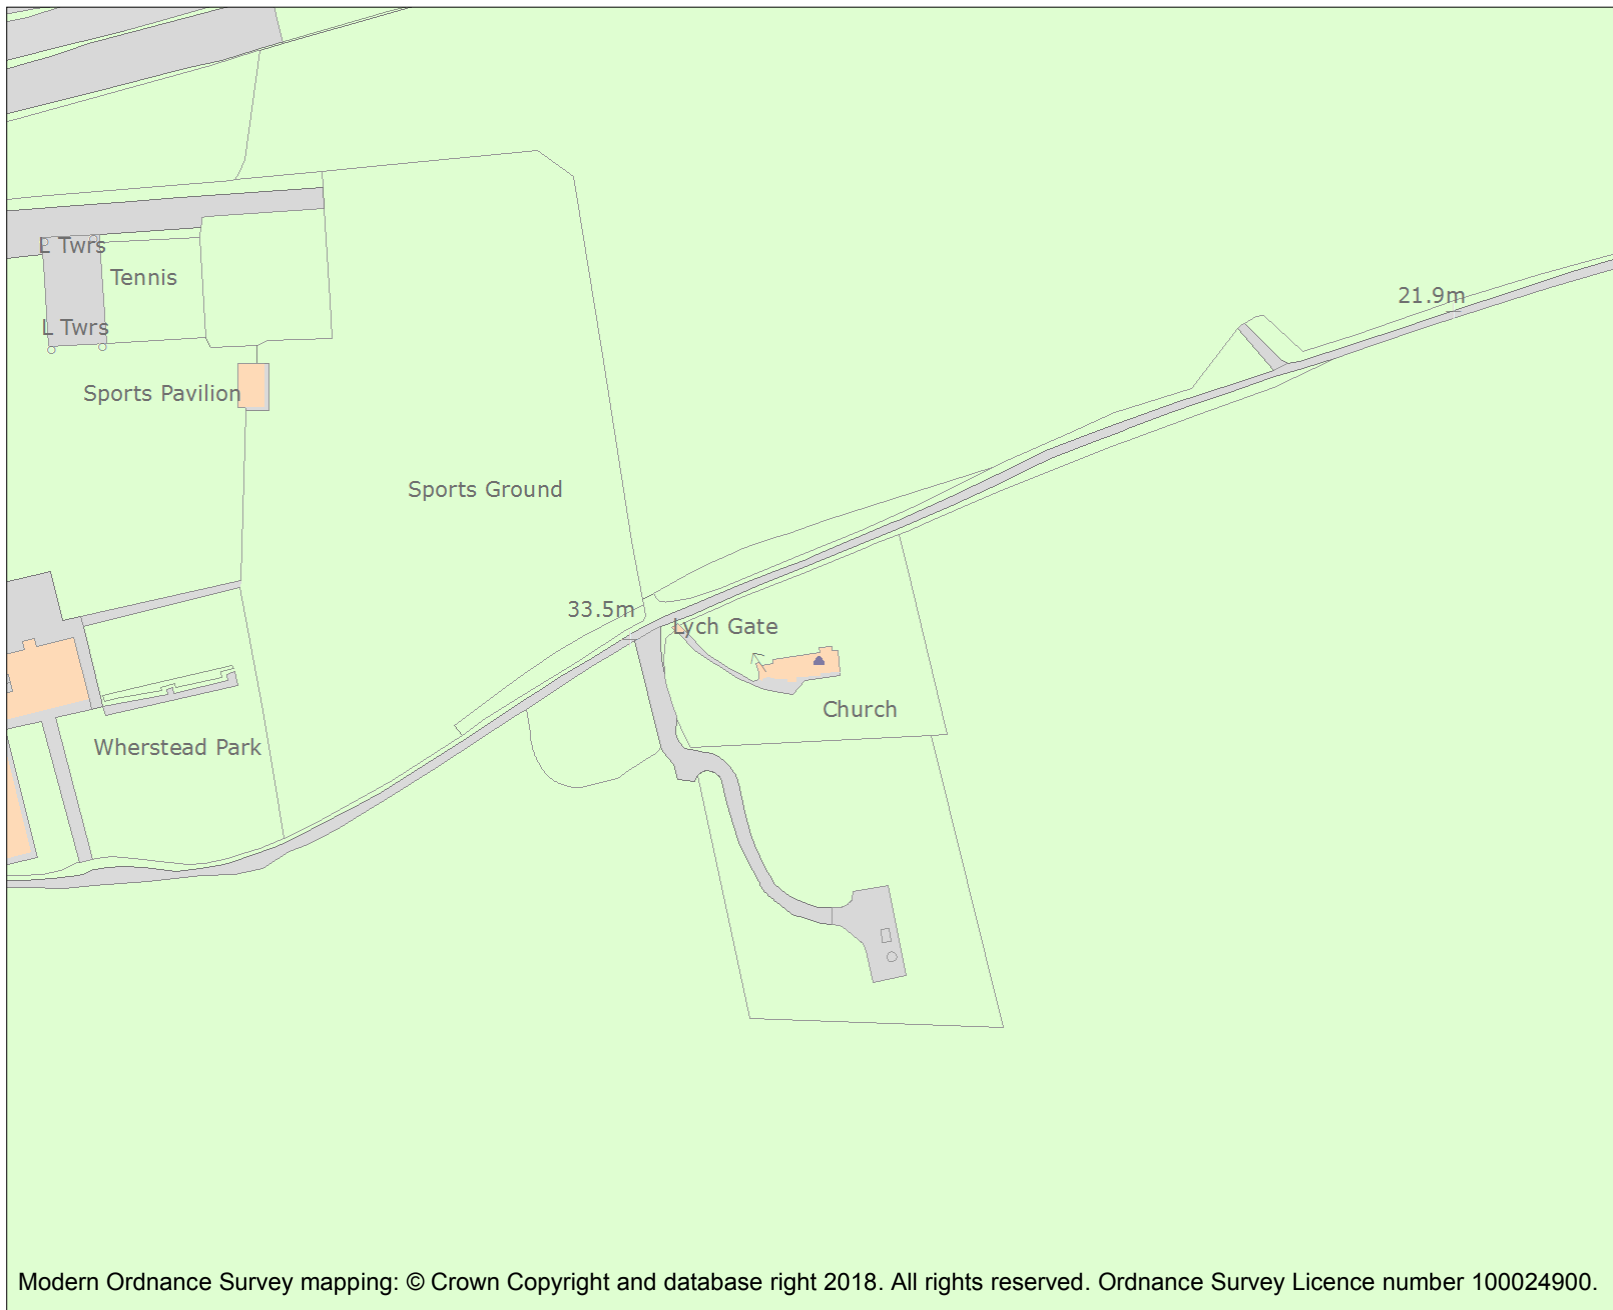 L Twrs
Tennis
21.9m
L Twrs
Sports Pavilion
Sports Ground
33.5m
Lych Gate
Church
Wherstead Park
Modern Ordnance Survey mapping: © Crown Copyright and database right 2018. All rights reserved. Ordnance Survey Licence number 100024900.